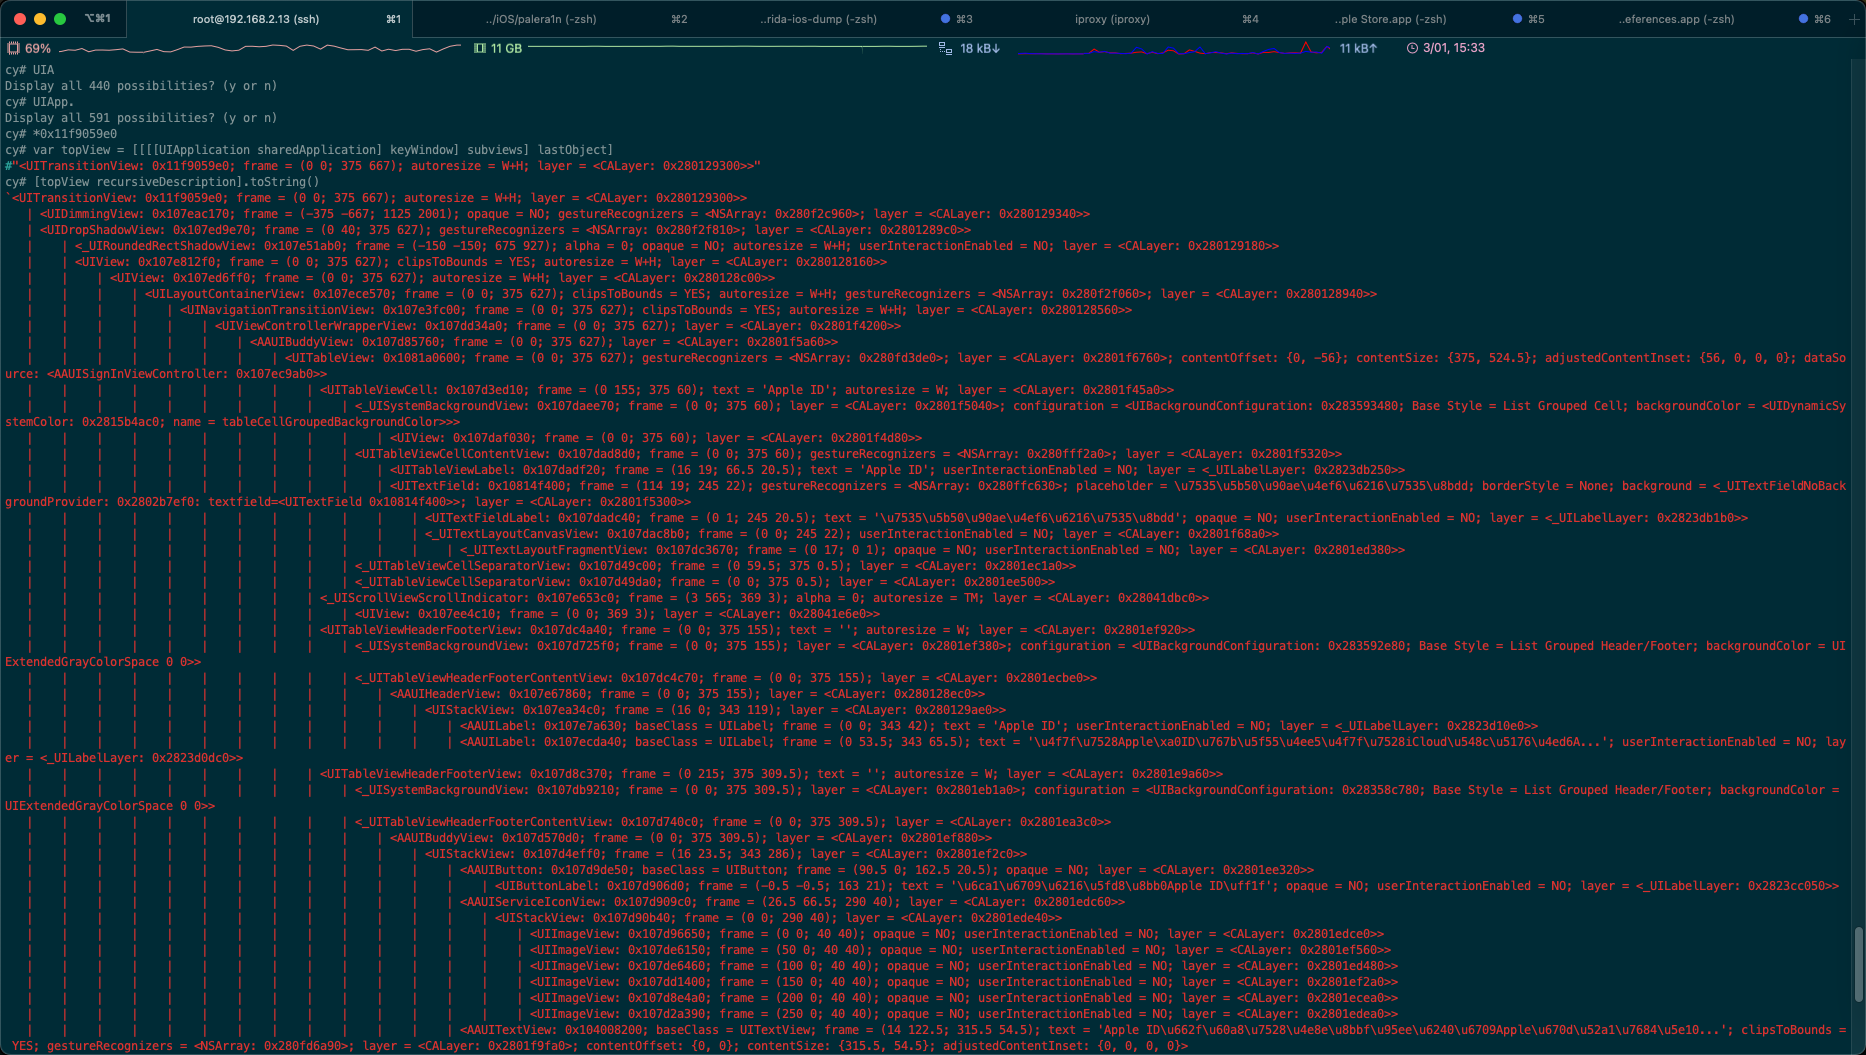 ⌥⌘1 root@192.168.2.13 (ssh) ⌘1 ../iOS/palera1n (-zsh) ⌘2 ..rida-ios-dump (-zsh) ⌘3 iproxy (iproxy) ⌘4 ..ple Store.app (-zsh) ⌘5 ..eferences.app (-zsh) ⌘6
69% 11 GB 18 kB↓ 11 kB↑ 3/01, 15:33
cy# UIA
Display all 440 possibilities? (y or n)
cy# UIApp.
Display all 591 possibilities? (y or n)
cy# *0x11f9059e0
cy# var topView = [[[[UIApplication sharedApplication] keyWindow] subviews] lastObject]
#"<UITransitionView: 0x11f9059e0; frame = (0 0; 375 667); autoresize = W+H; layer = <CALayer: 0x280129300>>"
cy# [topView recursiveDescription].toString()
`<UITransitionView: 0x11f9059e0; frame = (0 0; 375 667); autoresize = W+H; layer = <CALayer: 0x280129300>>
| <UIDimmingView: 0x107eac170; frame = (-375 -667; 1125 2001); opaque = NO; gestureRecognizers = <NSArray: 0x280f2c960>; layer = <CALayer: 0x280129340>>
| <UIDropShadowView: 0x107ed9e70; frame = (0 40; 375 627); gestureRecognizers = <NSArray: 0x280f2f810>; layer = <CALayer: 0x2801289c0>>
| | <_UIRoundedRectShadowView: 0x107e51ab0; frame = (-150 -150; 675 927); alpha = 0; opaque = NO; autoresize = W+H; userInteractionEnabled = NO; layer = <CALayer: 0x280129180>>
| | <UIView: 0x107e812f0; frame = (0 0; 375 627); clipsToBounds = YES; autoresize = W+H; layer = <CALayer: 0x280128160>>
| | | <UIView: 0x107ed6ff0; frame = (0 0; 375 627); autoresize = W+H; layer = <CALayer: 0x280128c00>>
| | | | <UILayoutContainerView: 0x107ece570; frame = (0 0; 375 627); clipsToBounds = YES; autoresize = W+H; gestureRecognizers = <NSArray: 0x280f2f060>; layer = <CALayer: 0x280128940>>
| | | | | <UINavigationTransitionView: 0x107e3fc00; frame = (0 0; 375 627); clipsToBounds = YES; autoresize = W+H; layer = <CALayer: 0x280128560>>
| | | | | | <UIViewControllerWrapperView: 0x107dd34a0; frame = (0 0; 375 627); layer = <CALayer: 0x2801f4200>>
| | | | | | | <AAUIBuddyView: 0x107d85760; frame = (0 0; 375 627); layer = <CALayer: 0x2801f5a60>>
| | | | | | | | <UITableView: 0x1081a0600; frame = (0 0; 375 627); gestureRecognizers = <NSArray: 0x280fd3de0>; layer = <CALayer: 0x2801f6760>; contentOffset: {0, -56}; contentSize: {375, 524.5}; adjustedContentInset: {56, 0, 0, 0}; dataSo
urce: <AAUISignInViewController: 0x107ec9ab0>>
| | | | | | | | | <UITableViewCell: 0x107d3ed10; frame = (0 155; 375 60); text = 'Apple ID'; autoresize = W; layer = <CALayer: 0x2801f45a0>>
| | | | | | | | | | <_UISystemBackgroundView: 0x107daee70; frame = (0 0; 375 60); layer = <CALayer: 0x2801f5040>; configuration = <UIBackgroundConfiguration: 0x283593480; Base Style = List Grouped Cell; backgroundColor = <UIDynamicSy
stemColor: 0x2815b4ac0; name = tableCellGroupedBackgroundColor>>>
| | | | | | | | | | | <UIView: 0x107daf030; frame = (0 0; 375 60); layer = <CALayer: 0x2801f4d80>>
| | | | | | | | | | <UITableViewCellContentView: 0x107dad8d0; frame = (0 0; 375 60); gestureRecognizers = <NSArray: 0x280fff2a0>; layer = <CALayer: 0x2801f5320>>
| | | | | | | | | | | <UITableViewLabel: 0x107dadf20; frame = (16 19; 66.5 20.5); text = 'Apple ID'; userInteractionEnabled = NO; layer = <_UILabelLayer: 0x2823db250>>
| | | | | | | | | | | <UITextField: 0x10814f400; frame = (114 19; 245 22); gestureRecognizers = <NSArray: 0x280ffc630>; placeholder = \u7535\u5b50\u90ae\u4ef6\u6216\u7535\u8bdd; borderStyle = None; background = <_UITextFieldNoBack
groundProvider: 0x2802b7ef0: textfield=<UITextField 0x10814f400>>; layer = <CALayer: 0x2801f5300>>
| | | | | | | | | | | | <UITextFieldLabel: 0x107dadc40; frame = (0 1; 245 20.5); text = '\u7535\u5b50\u90ae\u4ef6\u6216\u7535\u8bdd'; opaque = NO; userInteractionEnabled = NO; layer = <_UILabelLayer: 0x2823db1b0>>
| | | | | | | | | | | | <_UITextLayoutCanvasView: 0x107dac8b0; frame = (0 0; 245 22); userInteractionEnabled = NO; layer = <CALayer: 0x2801f68a0>>
| | | | | | | | | | | | | <_UITextLayoutFragmentView: 0x107dc3670; frame = (0 17; 0 1); opaque = NO; userInteractionEnabled = NO; layer = <CALayer: 0x2801ed380>>
| | | | | | | | | | <_UITableViewCellSeparatorView: 0x107d49c00; frame = (0 59.5; 375 0.5); layer = <CALayer: 0x2801ec1a0>>
| | | | | | | | | | <_UITableViewCellSeparatorView: 0x107d49da0; frame = (0 0; 375 0.5); layer = <CALayer: 0x2801ee500>>
| | | | | | | | | <_UIScrollViewScrollIndicator: 0x107e653c0; frame = (3 565; 369 3); alpha = 0; autoresize = TM; layer = <CALayer: 0x28041dbc0>>
| | | | | | | | | | <UIView: 0x107ee4c10; frame = (0 0; 369 3); layer = <CALayer: 0x28041e6e0>>
| | | | | | | | | <UITableViewHeaderFooterView: 0x107dc4a40; frame = (0 0; 375 155); text = ''; autoresize = W; layer = <CALayer: 0x2801ef920>>
| | | | | | | | | | <_UISystemBackgroundView: 0x107d725f0; frame = (0 0; 375 155); layer = <CALayer: 0x2801ef380>; configuration = <UIBackgroundConfiguration: 0x283592e80; Base Style = List Grouped Header/Footer; backgroundColor = UI
ExtendedGrayColorSpace 0 0>>
| | | | | | | | | | <_UITableViewHeaderFooterContentView: 0x107dc4c70; frame = (0 0; 375 155); layer = <CALayer: 0x2801ecbe0>>
| | | | | | | | | | | <AAUIHeaderView: 0x107e67860; frame = (0 0; 375 155); layer = <CALayer: 0x280128ec0>>
| | | | | | | | | | | | <UIStackView: 0x107ea34c0; frame = (16 0; 343 119); layer = <CALayer: 0x280129ae0>>
| | | | | | | | | | | | | <AAUILabel: 0x107e7a630; baseClass = UILabel; frame = (0 0; 343 42); text = 'Apple ID'; userInteractionEnabled = NO; layer = <_UILabelLayer: 0x2823d10e0>>
| | | | | | | | | | | | | <AAUILabel: 0x107ecda40; baseClass = UILabel; frame = (0 53.5; 343 65.5); text = '\u4f7f\u7528Apple\xa0ID\u767b\u5f55\u4ee5\u4f7f\u7528iCloud\u548c\u5176\u4ed6A...'; userInteractionEnabled = NO; lay
er = <_UILabelLayer: 0x2823d0dc0>>
| | | | | | | | | <UITableViewHeaderFooterView: 0x107d8c370; frame = (0 215; 375 309.5); text = ''; autoresize = W; layer = <CALayer: 0x2801e9a60>>
| | | | | | | | | | <_UISystemBackgroundView: 0x107db9210; frame = (0 0; 375 309.5); layer = <CALayer: 0x2801eb1a0>; configuration = <UIBackgroundConfiguration: 0x28358c780; Base Style = List Grouped Header/Footer; backgroundColor =
UIExtendedGrayColorSpace 0 0>>
| | | | | | | | | | <_UITableViewHeaderFooterContentView: 0x107d740c0; frame = (0 0; 375 309.5); layer = <CALayer: 0x2801ea3c0>>
| | | | | | | | | | | <AAUIBuddyView: 0x107d570d0; frame = (0 0; 375 309.5); layer = <CALayer: 0x2801ef880>>
| | | | | | | | | | | | <UIStackView: 0x107d4eff0; frame = (16 23.5; 343 286); layer = <CALayer: 0x2801ef2c0>>
| | | | | | | | | | | | | <AAUIButton: 0x107d9de50; baseClass = UIButton; frame = (90.5 0; 162.5 20.5); opaque = NO; layer = <CALayer: 0x2801ee320>>
| | | | | | | | | | | | | | <UIButtonLabel: 0x107d906d0; frame = (-0.5 -0.5; 163 21); text = '\u6ca1\u6709\u6216\u5fd8\u8bb0Apple ID\uff1f'; opaque = NO; userInteractionEnabled = NO; layer = <_UILabelLayer: 0x2823cc050>>
| | | | | | | | | | | | | <AAUIServiceIconView: 0x107d909c0; frame = (26.5 66.5; 290 40); layer = <CALayer: 0x2801edc60>>
| | | | | | | | | | | | | | <UIStackView: 0x107d90b40; frame = (0 0; 290 40); layer = <CALayer: 0x2801ede40>>
| | | | | | | | | | | | | | | <UIImageView: 0x107d96650; frame = (0 0; 40 40); opaque = NO; userInteractionEnabled = NO; layer = <CALayer: 0x2801edce0>>
| | | | | | | | | | | | | | | <UIImageView: 0x107de6150; frame = (50 0; 40 40); opaque = NO; userInteractionEnabled = NO; layer = <CALayer: 0x2801ef560>>
| | | | | | | | | | | | | | | <UIImageView: 0x107de6460; frame = (100 0; 40 40); opaque = NO; userInteractionEnabled = NO; layer = <CALayer: 0x2801ed480>>
| | | | | | | | | | | | | | | <UIImageView: 0x107dd1400; frame = (150 0; 40 40); opaque = NO; userInteractionEnabled = NO; layer = <CALayer: 0x2801ef2a0>>
| | | | | | | | | | | | | | | <UIImageView: 0x107d8e4a0; frame = (200 0; 40 40); opaque = NO; userInteractionEnabled = NO; layer = <CALayer: 0x2801ecea0>>
| | | | | | | | | | | | | | | <UIImageView: 0x107d2a390; frame = (250 0; 40 40); opaque = NO; userInteractionEnabled = NO; layer = <CALayer: 0x2801edea0>>
| | | | | | | | | | | | | <AAUITextView: 0x104008200; baseClass = UITextView; frame = (14 122.5; 315.5 54.5); text = 'Apple ID\u662f\u60a8\u7528\u4e8e\u8bbf\u95ee\u6240\u6709Apple\u670d\u52a1\u7684\u5e10...'; clipsToBounds =
YES; gestureRecognizers = <NSArray: 0x280fd6a90>; layer = <CALayer: 0x2801f9fa0>; contentOffset: {0, 0}; contentSize: {315.5, 54.5}; adjustedContentInset: {0, 0, 0, 0}>